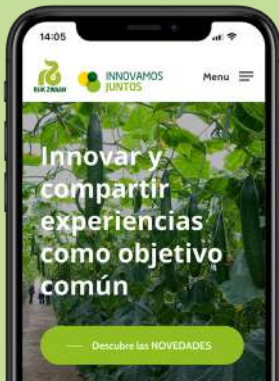 14:05
RIJK ZWAAN
INNOVAMOS
JUNTOS
Menu
Innovar y
compartir
experiencias
como objetivo
común
Descubre las NOVEDADES